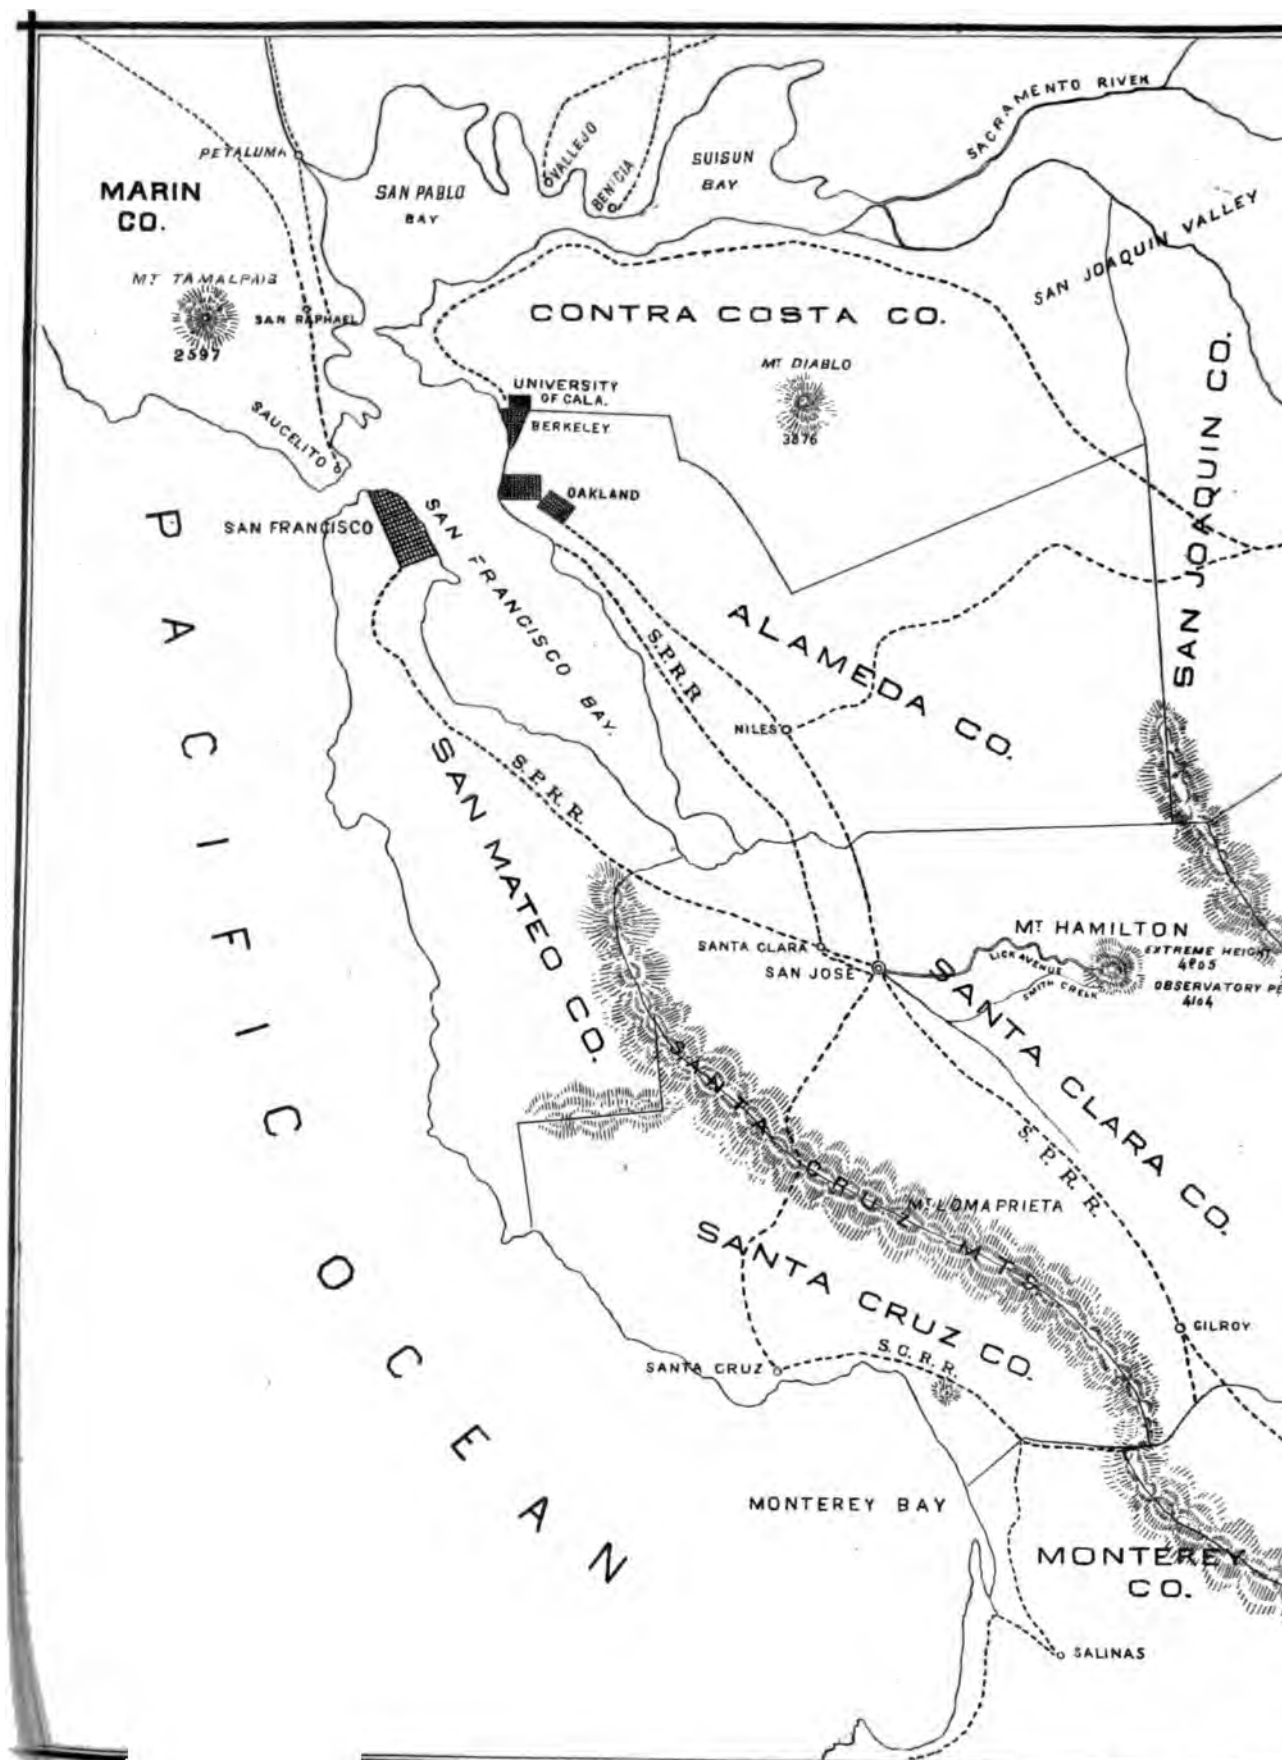 SACRAMENTO RIVER
PETALUMA
VALLEJO
BENICIA
SUISUN
BAY
MARIN
CO.
SAN PABLO
BAY
SAN JOAQUIN VALLEY
MT TAMALPAIS
2597
SAN RAPHAEL
CONTRA COSTA CO.
MT DIABLO
3876
SAN JOAQUIN CO.
UNIVERSITY
OF CALA.
BERKELEY
SAUCELITO
OAKLAND
SAN FRANCISCO
SAN FRANCISCO BAY.
PACIFIC OCEAN
ALAMEDA CO.
S.P.R.R
NILES
SAN MATEO CO.
S.P.R.R.
MT HAMILTON
EXTREME HEIGHT
LICK AVENUE
SMITH CREEK
OBSERVATORY
4104
SANTA CLARA
SAN JOSE
SANTA CLARA CO.
SANTA CRUZ MTS.
S. P. R. R.
MT LOMA PRIETA
SANTA CRUZ CO.
GILROY
S.C.R.R.
SANTA CRUZ
MONTEREY BAY
MONTEREY
CO.
SALINAS